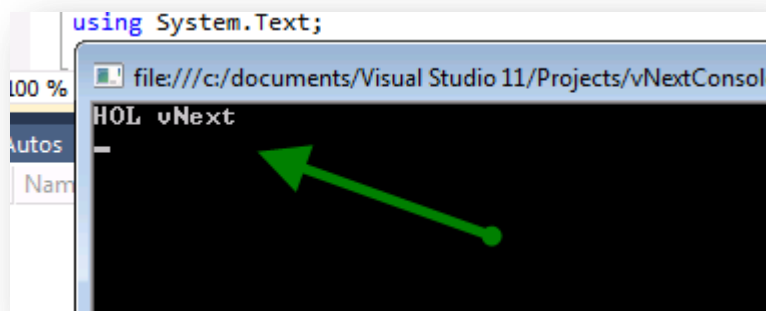 using System.Text;
100 %
file:///c:/documents/Visual Studio 11/Projects/vNextConsol
HOL vNext
Autos
Nam